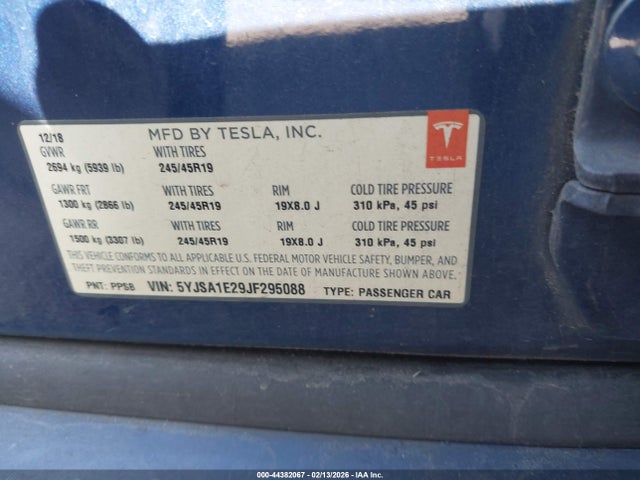 12/18 MFD BY TESLA, INC.
GVWR WITH TIRES
2694 kg (5939 lb) 245/45R19
TESLA
GAWR FRT WITH TIRES RIM COLD TIRE PRESSURE
1300 kg (2866 lb) 245/45R19 19X8.0 J 310 kPa, 45 psi
GAWR RR WITH TIRES RIM COLD TIRE PRESSURE
1500 kg (3307 lb) 245/45R19 19X8.0 J 310 kPa, 45 psi
THIS VEHICLE CONFORMS TO ALL APPLICABLE U.S. FEDERAL MOTOR VEHICLE SAFETY, BUMPER, AND
THEFT PREVENTION STANDARDS IN EFFECT ON THE DATE OF MANUFACTURE SHOWN ABOVE.
PNT: PPSB VIN: 5YJSA1E29JF295088 TYPE: PASSENGER CAR
000-44382067 - 02/13/2026 - IAA Inc.